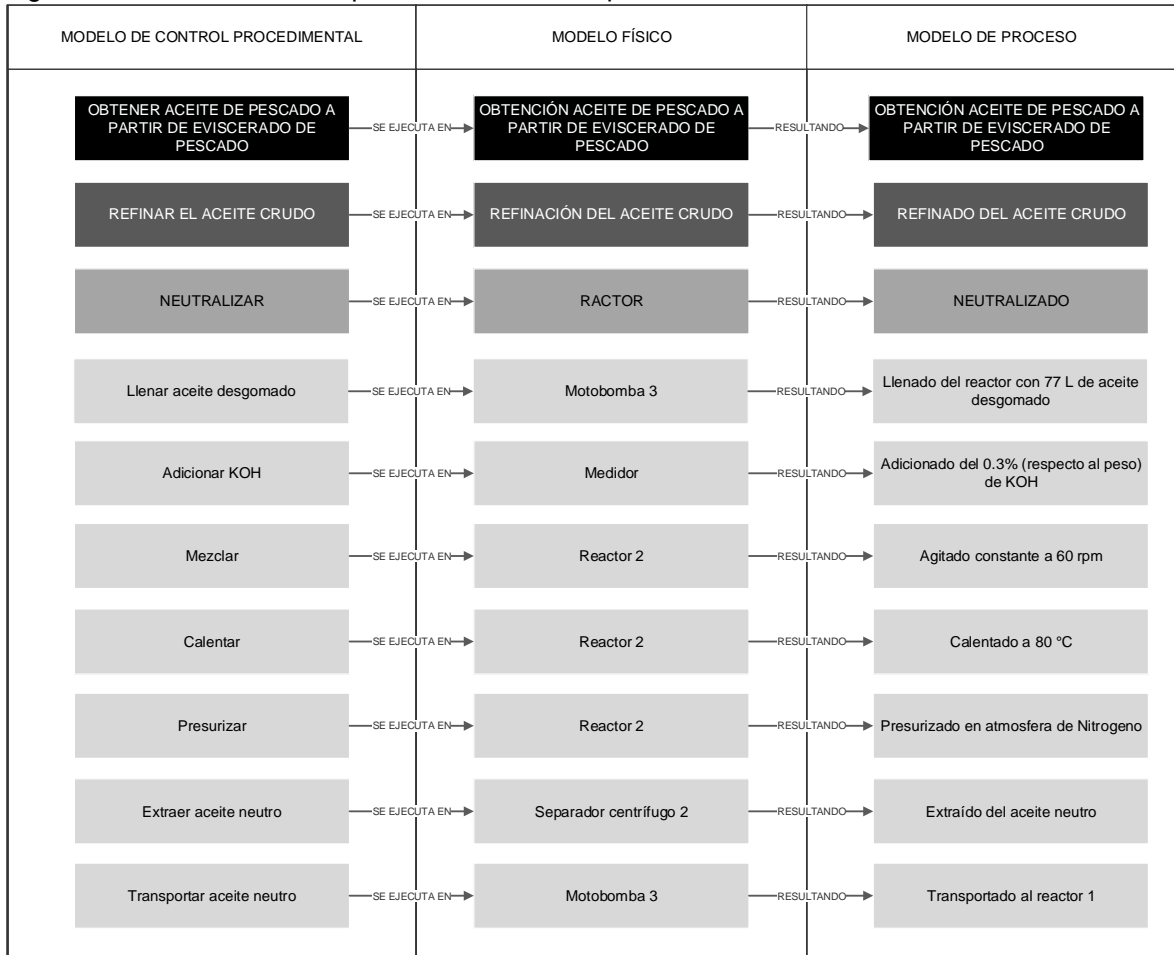 MODELO DE CONTROL PROCEDIMENTAL
MODELO FÍSICO
MODELO DE PROCESO
OBTENER ACEITE DE PESCADO A
PARTIR DE EVISCERADO DE
PESCADO
SE EJECUTA EN
OBTENCIÓN ACEITE DE PESCADO A
PARTIR DE EVISCERADO DE
PESCADO
RESULTANDO
OBTENCIÓN ACEITE DE PESCADO A
PARTIR DE EVISCERADO DE
PESCADO
REFINAR EL ACEITE CRUDO
SE EJECUTA EN
REFINACIÓN DEL ACEITE CRUDO
RESULTANDO
REFINADO DEL ACEITE CRUDO
NEUTRALIZAR
SE EJECUTA EN
RACTOR
RESULTANDO
NEUTRALIZADO
Llenar aceite desgomado
SE EJECUTA EN
Motobomba 3
RESULTANDO
Llenado del reactor con 77 L de aceite
desgomado
Adicionar KOH
SE EJECUTA EN
Medidor
RESULTANDO
Adicionado del 0.3% (respecto al peso)
de KOH
Mezclar
SE EJECUTA EN
Reactor 2
RESULTANDO
Agitado constante a 60 rpm
Calentar
SE EJECUTA EN
Reactor 2
RESULTANDO
Calentado a 80 °C
Presurizar
SE EJECUTA EN
Reactor 2
RESULTANDO
Presurizado en atmosfera de Nitrogeno
Extraer aceite neutro
SE EJECUTA EN
Separador centrífugo 2
RESULTANDO
Extraído del aceite neutro
Transportar aceite neutro
SE EJECUTA EN
Motobomba 3
RESULTANDO
Transportado al reactor 1